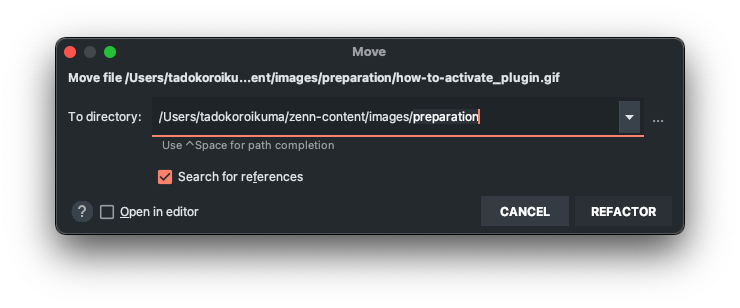 Move
Move file /Users/tadokoroiku...ent/images/preparation/how-to-activate_plugin.gif
To directory: /Users/tadokoroikuma/zenn-content/images/preparation ...
Use ^Space for path completion
Search for references
? Open in editor CANCEL REFACTOR